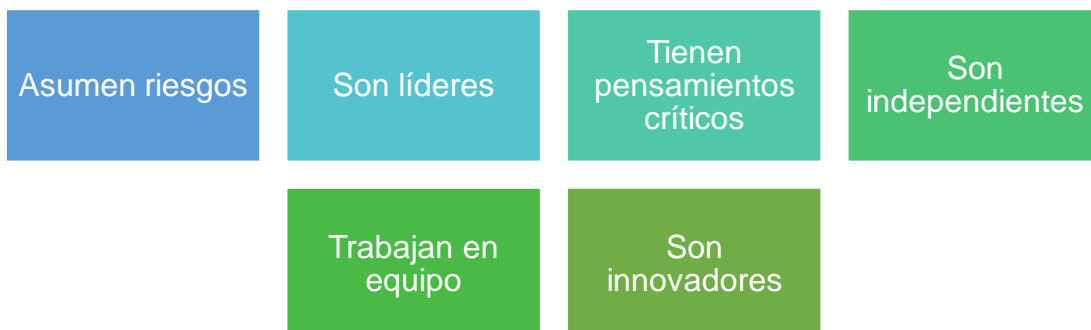 Asumen riesgos
Son líderes
Tienen
pensamientos
críticos
Son
independientes
Trabajan en
equipo
Son
innovadores